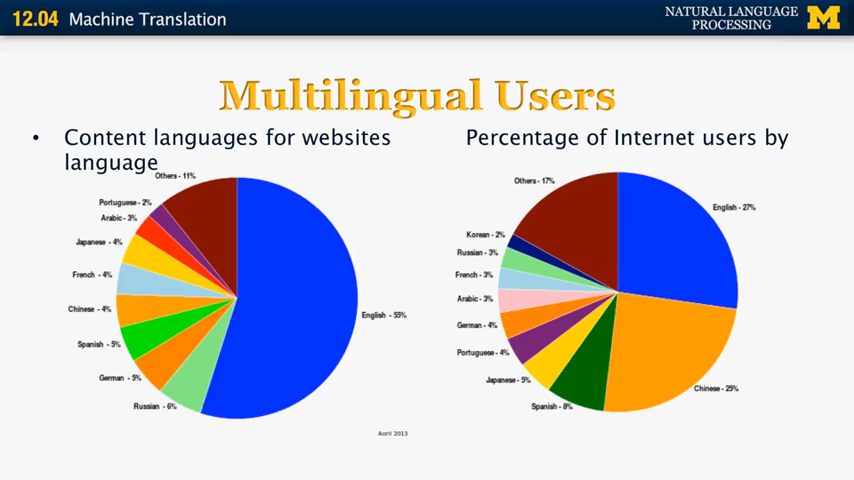 12.04 Machine Translation
NATURAL LANGUAGE
PROCESSING
M
Multilingual Users
• Content languages for websites
language
Percentage of Internet users by
Others - 11%
Portuguese - 2%
Arabic - 3%
Japanese - 4%
French - 4%
Chinese - 4%
Spanish - 5%
German - 5%
Russian - 6%
English - 55%
April 2013
Others - 17%
Korean - 2%
Russian - 3%
French - 3%
Arabic - 3%
German - 4%
Portuguese - 4%
Japanese - 5%
Spanish - 8%
Chinese - 25%
English - 27%